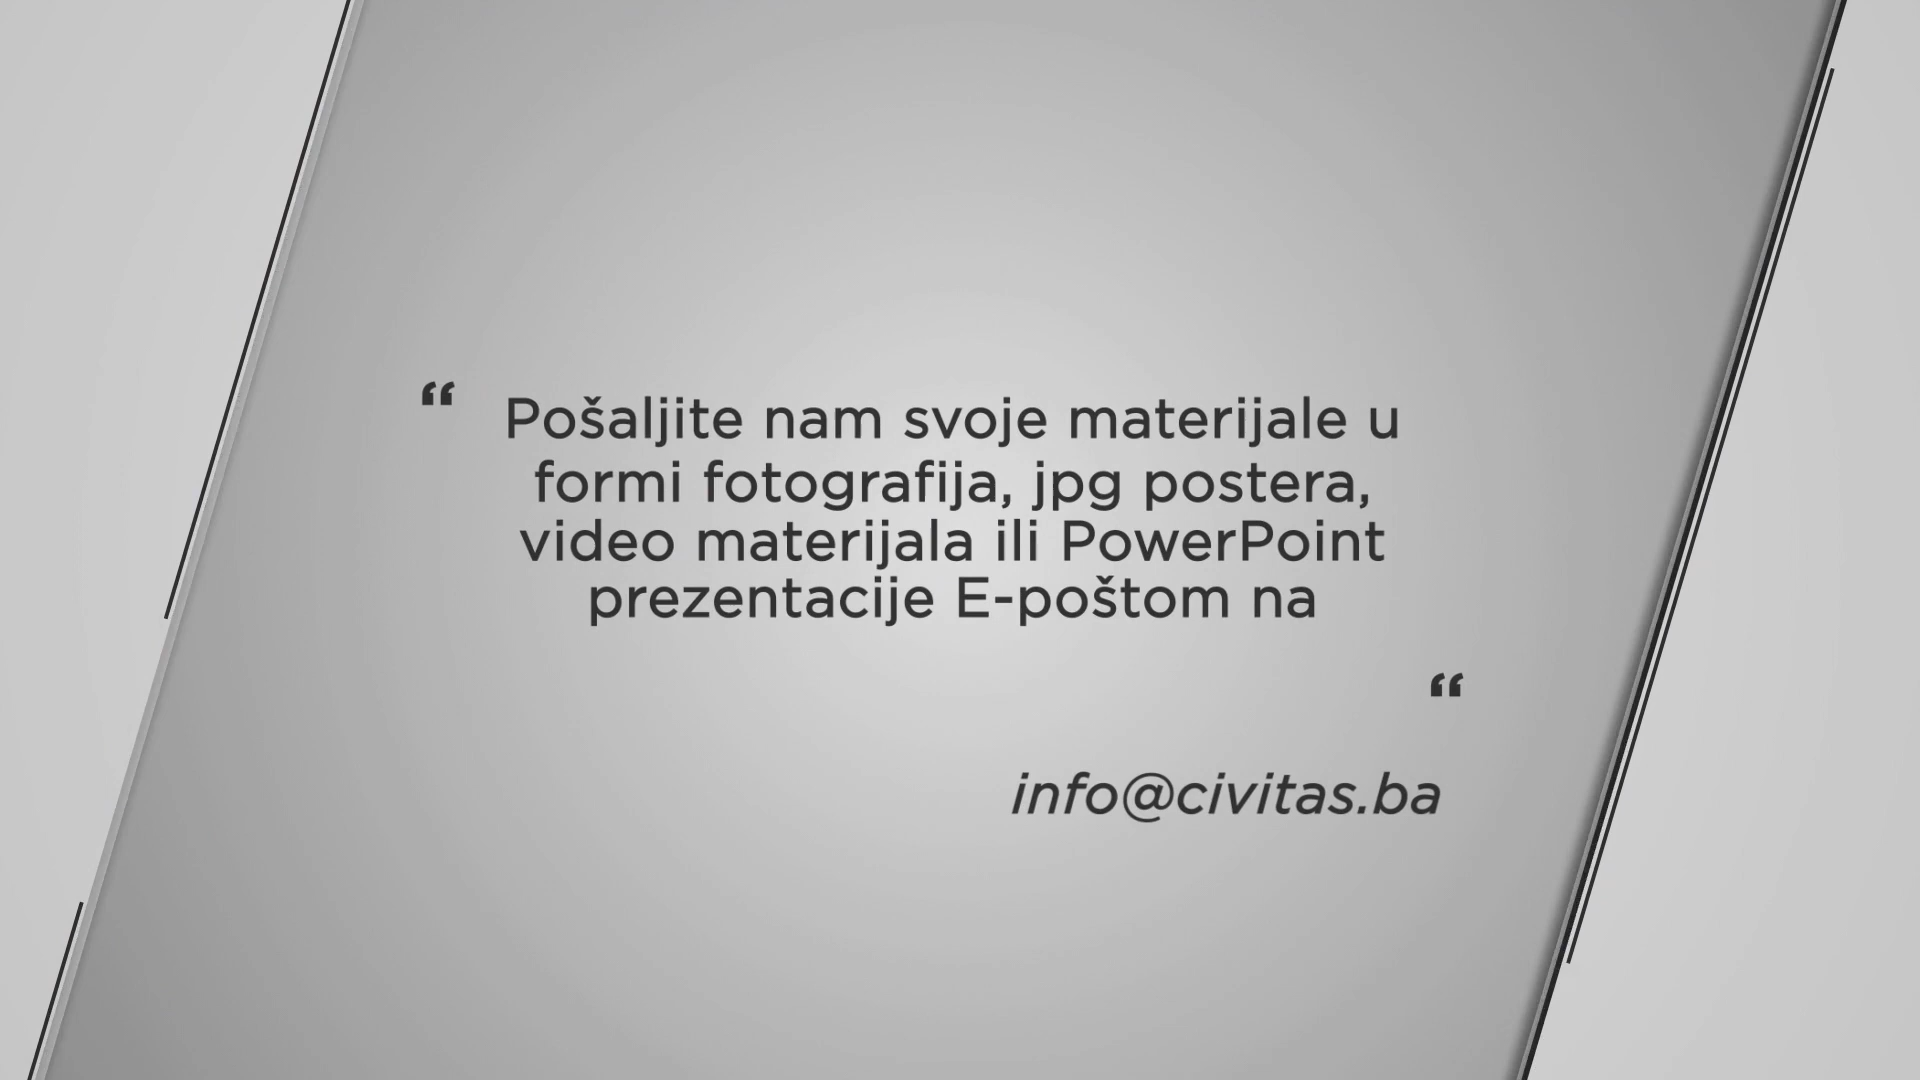 “ Pošaljite nam svoje materijale u
formi fotografija, jpg postera,
video materijala ili PowerPoint
prezentacije E-poštom na
“
info@civitas.ba